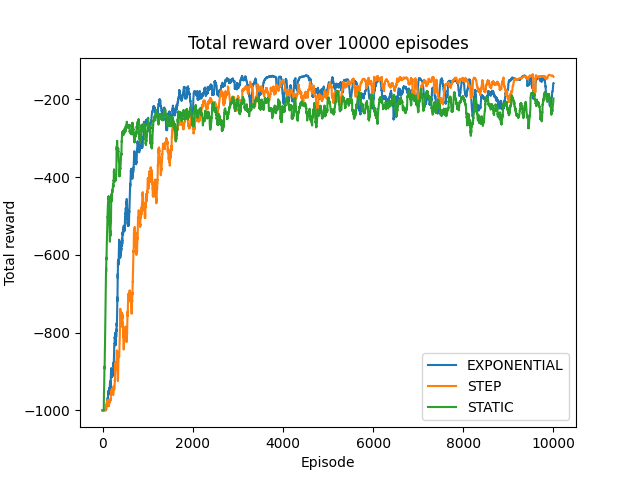 Total reward over 10000 episodes
−200
−400
−600
−800
−1000
Total reward
0
2000
4000
6000
8000
10000
Episode
EXPONENTIAL
STEP
STATIC